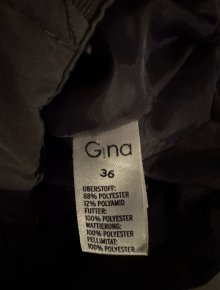 Gina
36
OBERSTOFF:
88% POLYESTER
12% POLYAMID
FUTTER:
100% POLYESTER
WATTIERUNG:
100% POLYESTER
FELLIMITAT:
100% POLYESTER